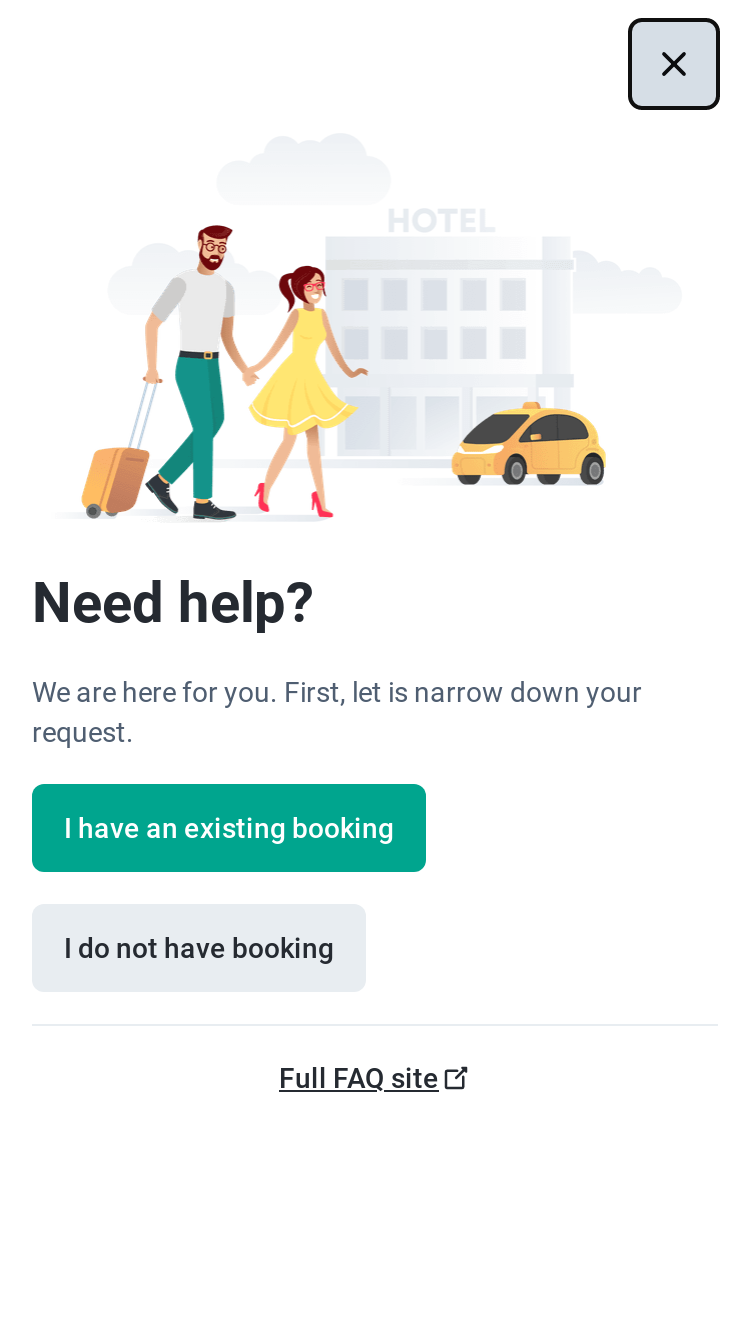 HOTEL
Need help?
We are here for you. First, let is narrow down your
request.
I have an existing booking
I do not have booking
Full FAQ site